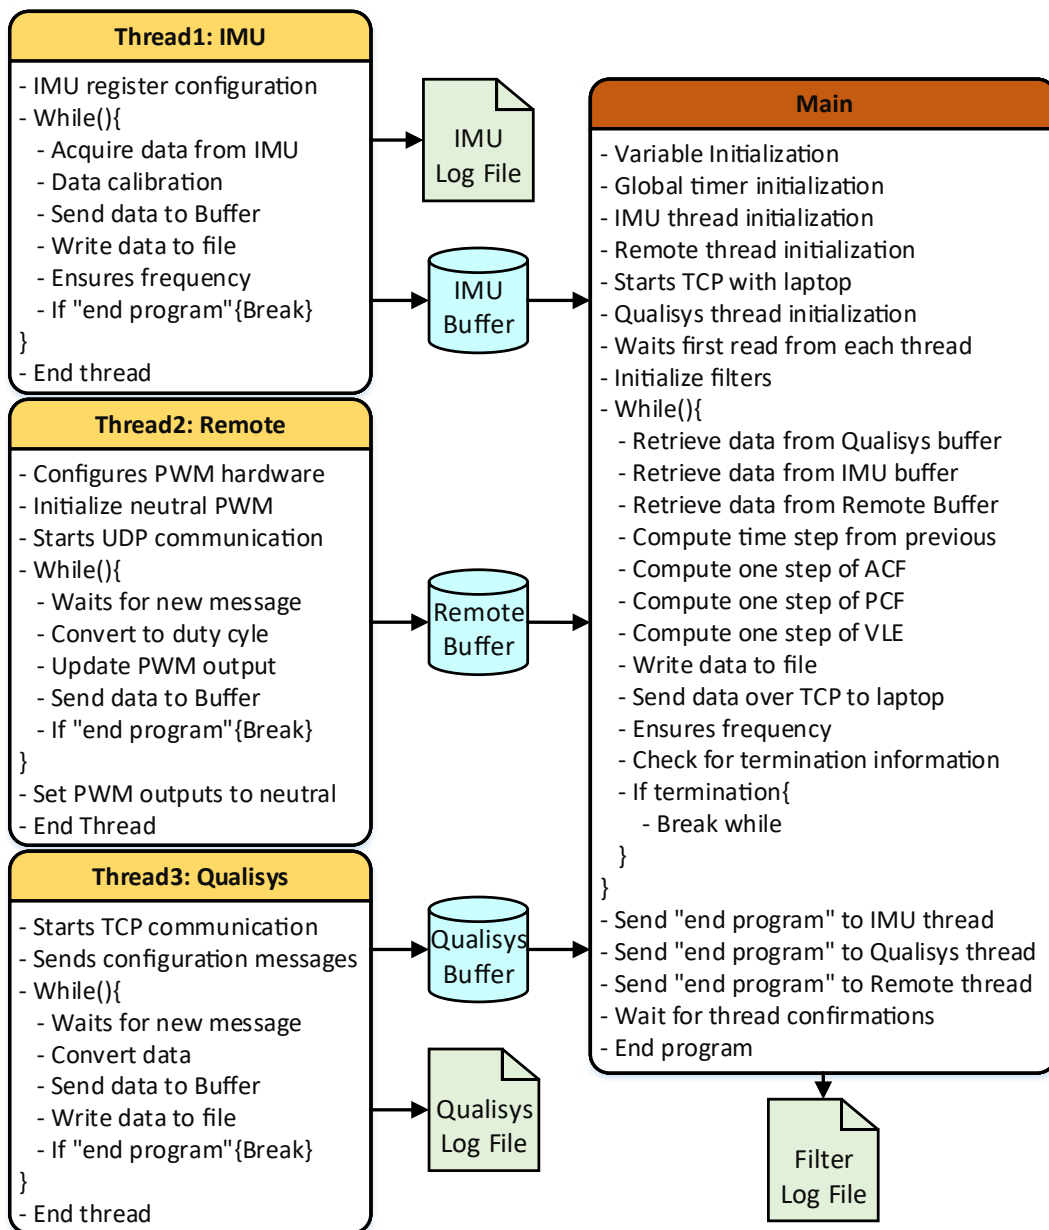 Thread1: IMU
- IMU register configuration
- While(){
- Acquire data from IMU
- Data calibration
- Send data to Buffer
- Write data to file
- Ensures frequency
- If "end program"{Break}
}
- End thread
Thread2: Remote
- Configures PWM hardware
- Initialize neutral PWM
- Starts UDP communication
- While(){
- Waits for new message
- Convert to duty cyle
- Update PWM output
- Send data to Buffer
- If "end program"{Break}
}
- Set PWM outputs to neutral
- End Thread
Thread3: Qualisys
- Starts TCP communication
- Sends configuration messages
- While(){
- Waits for new message
- Convert data
- Send data to Buffer
- Write data to file
- If "end program"{Break}
}
- End thread
IMU
Log File
IMU
Buffer
Remote
Buffer
Qualisys
Buffer
Qualisys
Log File
Main
- Variable Initialization
- Global timer initialization
- IMU thread initialization
- Remote thread initialization
- Starts TCP with laptop
- Qualisys thread initialization
- Waits first read from each thread
- Initialize filters
- While(){
- Retrieve data from Qualisys buffer
- Retrieve data from IMU buffer
- Retrieve data from Remote Buffer
- Compute time step from previous
- Compute one step of ACF
- Compute one step of PCF
- Compute one step of VLE
- Write data to file
- Send data over TCP to laptop
- Ensures frequency
- Check for termination information
- If termination{
- Break while
}
}
- Send "end program" to IMU thread
- Send "end program" to Qualisys thread
- Send "end program" to Remote thread
- Wait for thread confirmations
- End program
Filter
Log File